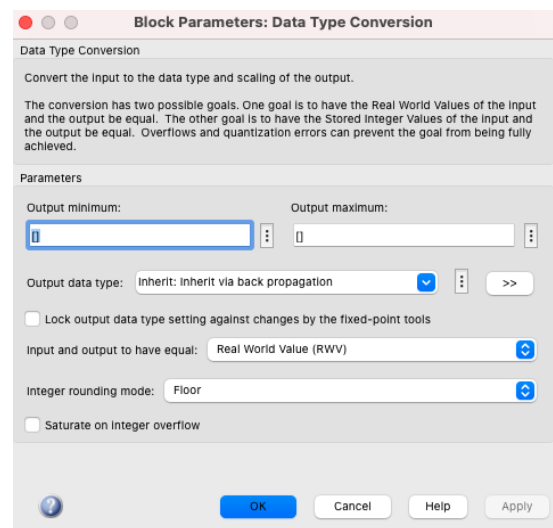 Block Parameters: Data Type Conversion
Data Type Conversion
Convert the input to the data type and scaling of the output.
The conversion has two possible goals. One goal is to have the Real World Values of the input
and the output be equal. The other goal is to have the Stored Integer Values of the input and
the output be equal. Overflows and quantization errors can prevent the goal from being fully
achieved.
Parameters
Output minimum: Output maximum:
[] []
Output data type: Inherit: Inherit via back propagation >>
Lock output data type setting against changes by the fixed-point tools
Input and output to have equal: Real World Value (RWV)
Integer rounding mode: Floor
Saturate on integer overflow
? OK Cancel Help Apply